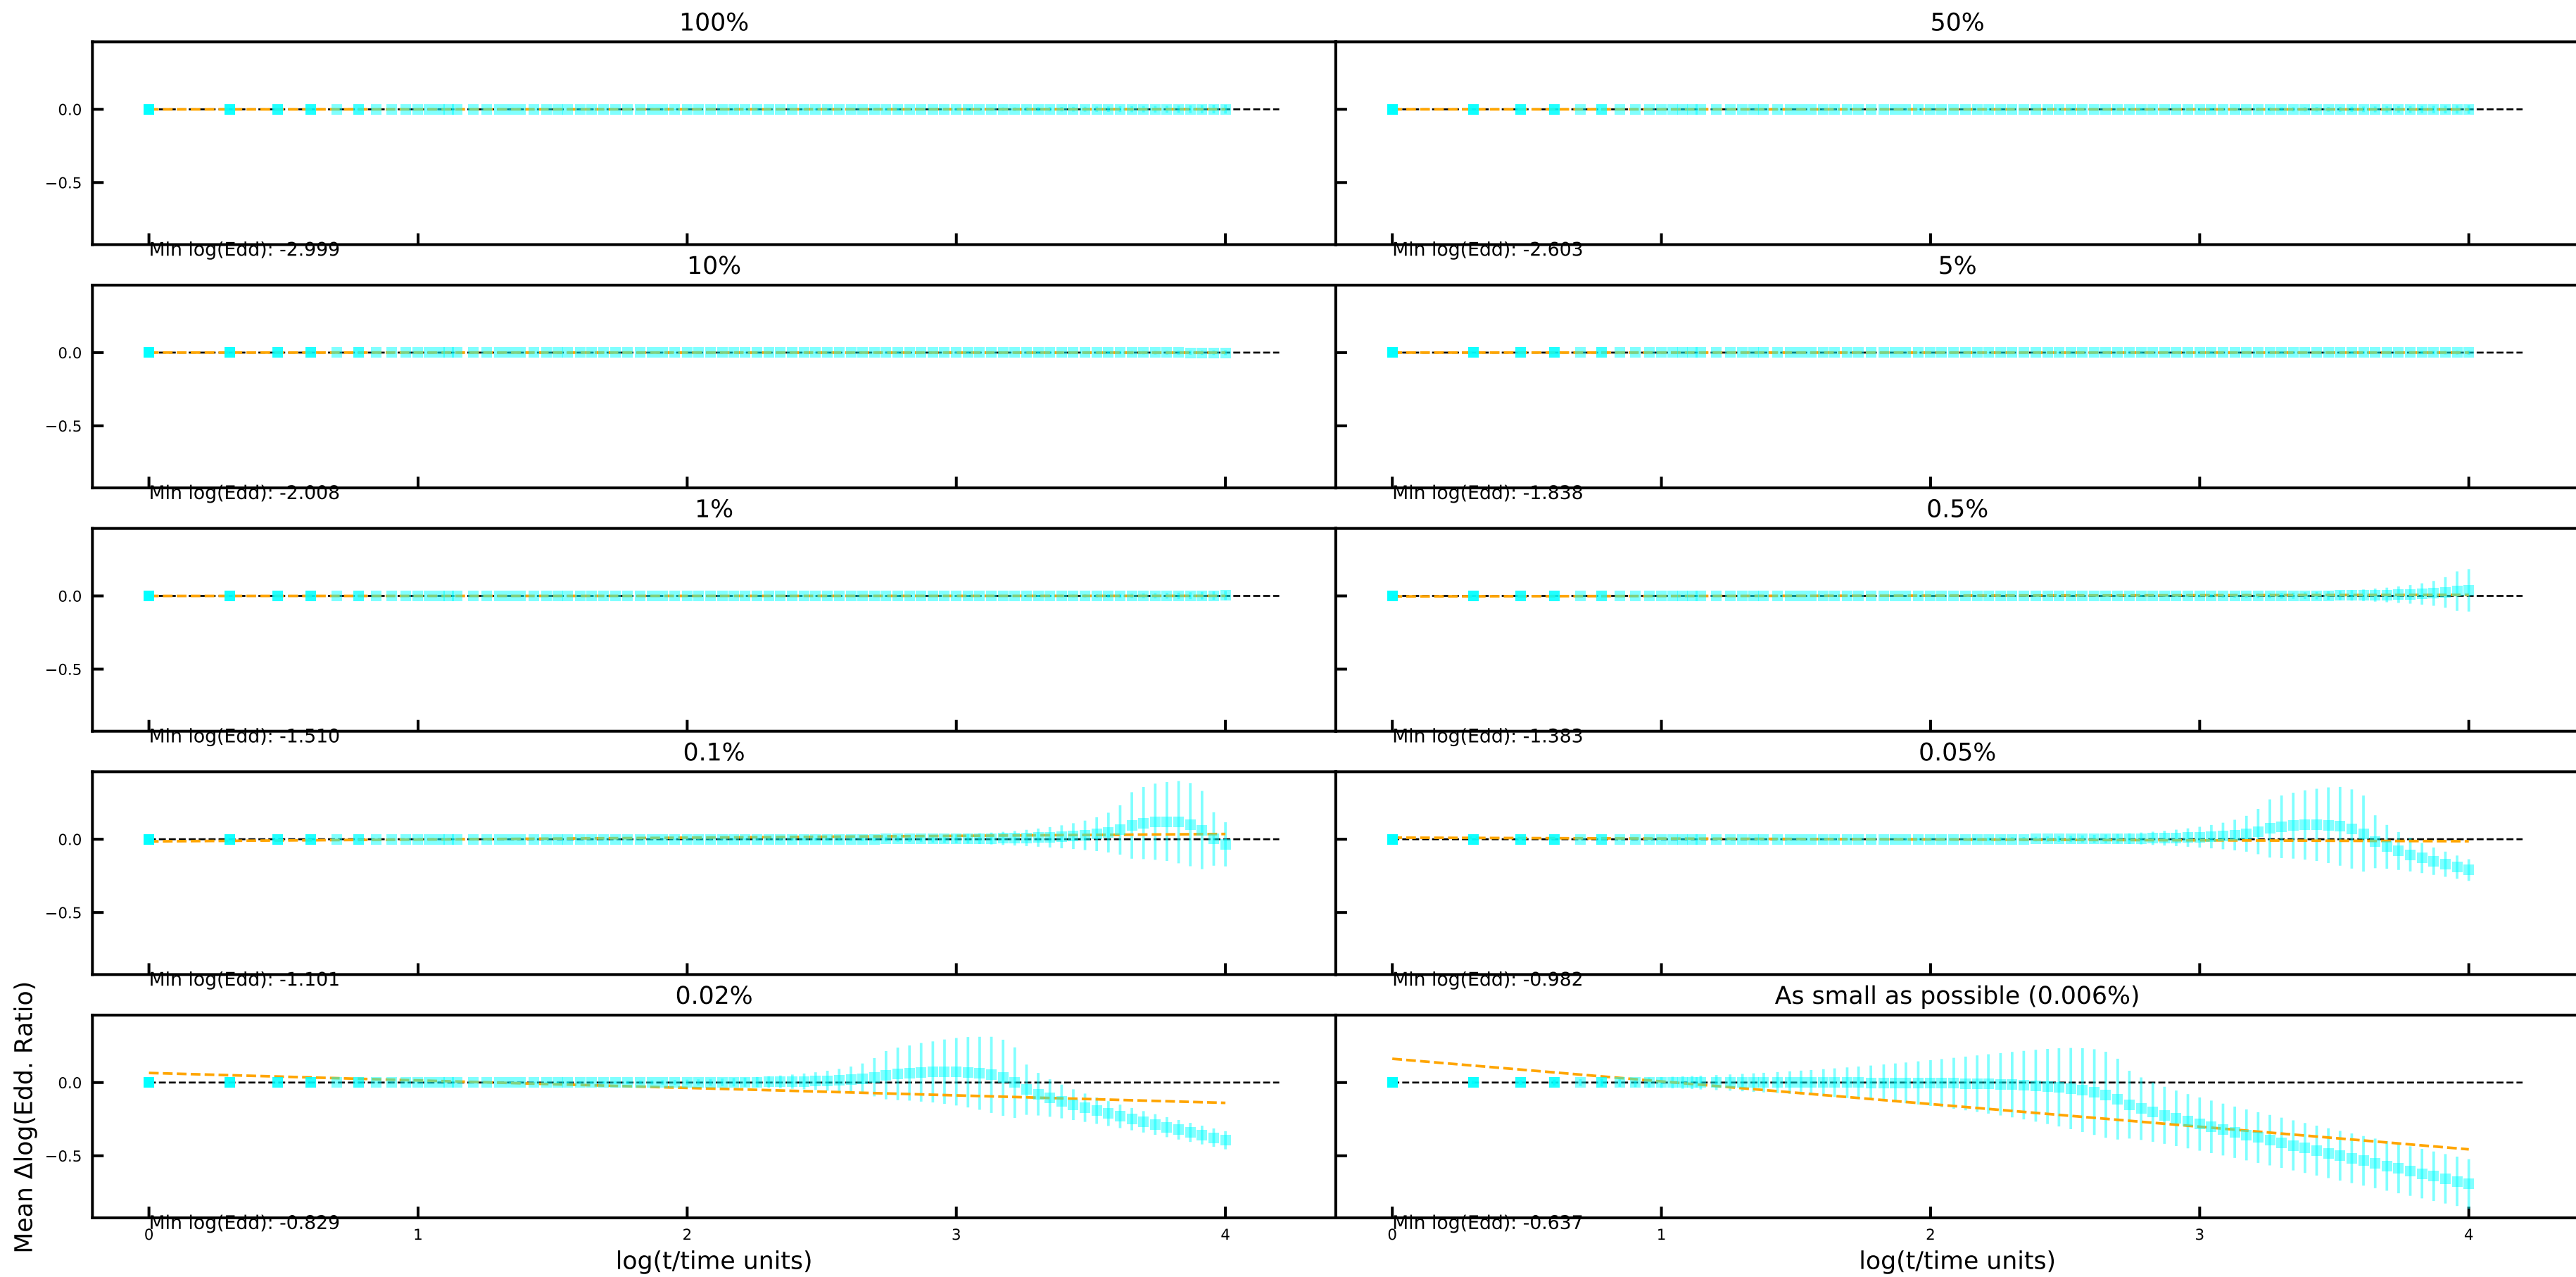 100%
50%
0.0
−0.5
Min log(Edd): -2.999
Min log(Edd): -2.603
10%
5%
0.0
−0.5
Min log(Edd): -2.008
Min log(Edd): -1.838
1%
0.5%
0.0
−0.5
Min log(Edd): -1.510
Min log(Edd): -1.383
0.1%
0.05%
0.0
−0.5
Min log(Edd): -1.101
Min log(Edd): -0.982
0.02%
As small as possible (0.006%)
0.0
−0.5
Mean Δlog(Edd. Ratio)
Min log(Edd): -0.829
Min log(Edd): -0.637
0 1 2 3 4
0 1 2 3 4
log(t/time units)
log(t/time units)